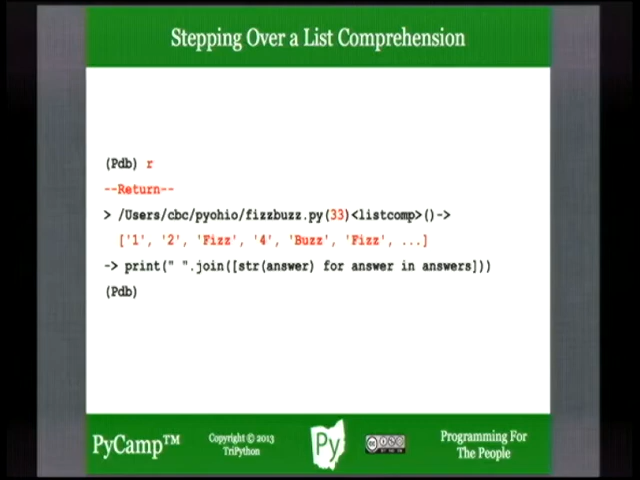 Stepping Over a List Comprehension
(Pdb) r
--Return--
> /Users/cbc/pyohio/fizzbuzz.py(33)<listcomp>()->
['1', '2', 'Fizz', '4', 'Buzz', 'Fizz', ...]
-> print(" ".join([str(answer) for answer in answers]))
(Pdb)
PyCamp™
Copyright © 2013
TriPython
Py
Programming For
The People